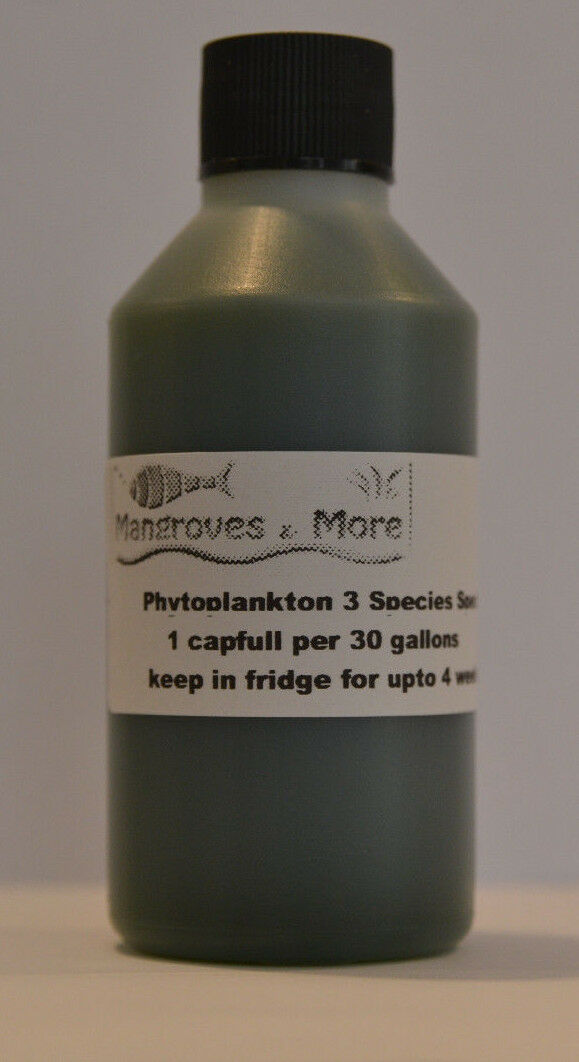 Mangroves & More
Phytoplankton 3 Species
1 capfull per 30 gallons
keep in fridge for upto 4